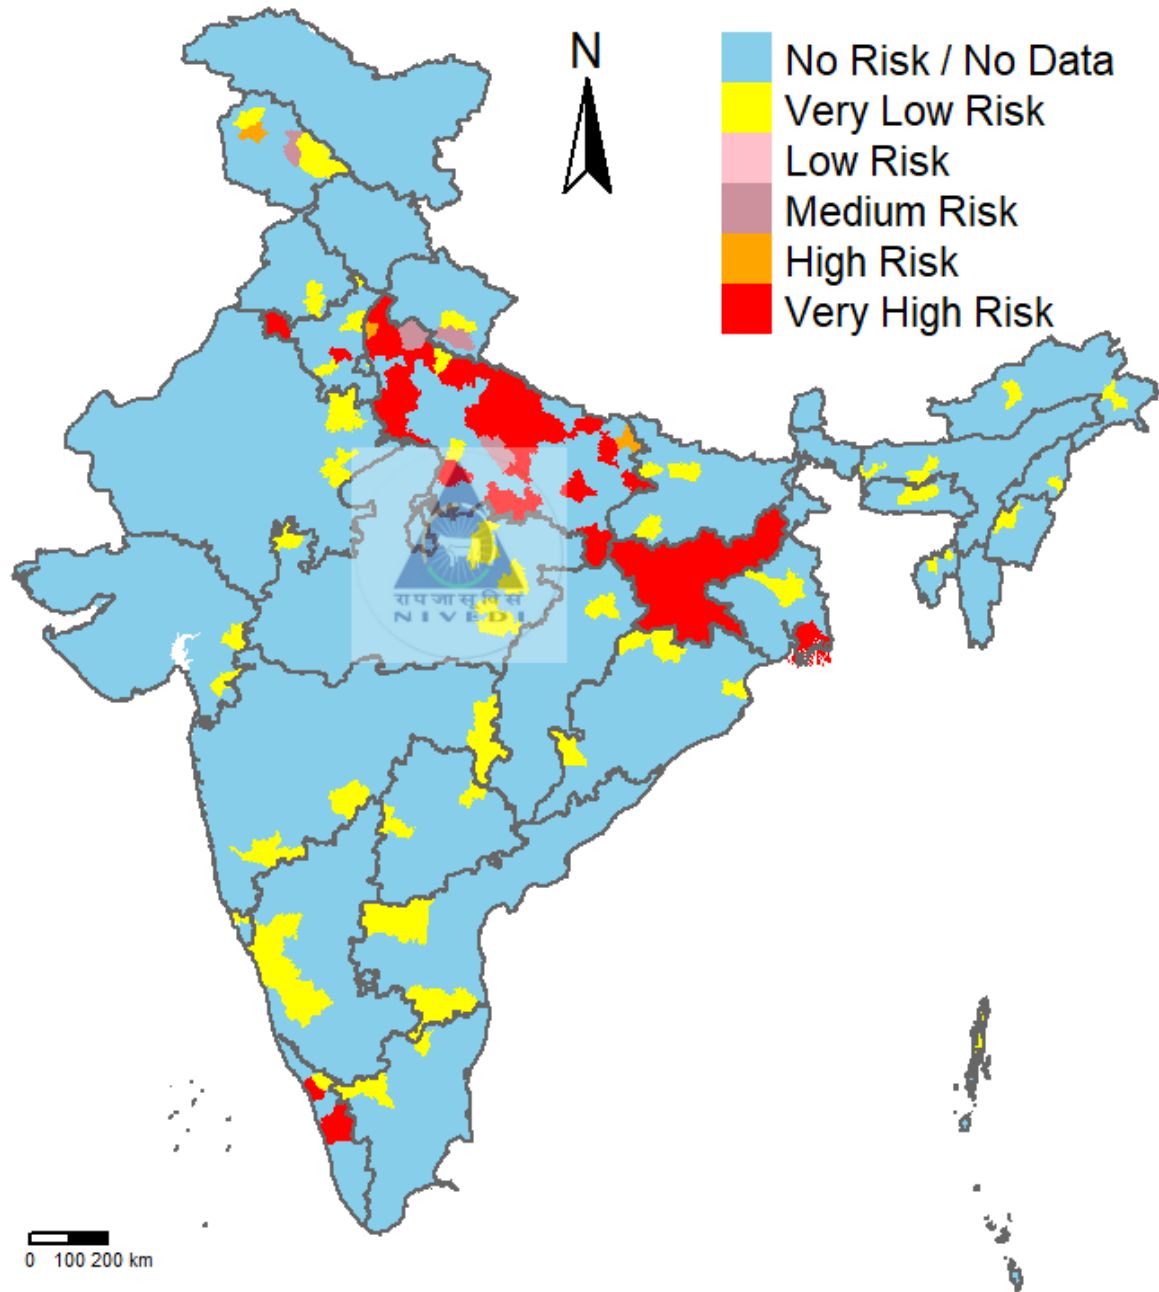 N
No Risk / No Data
Very Low Risk
Low Risk
Medium Risk
High Risk
Very High Risk
रा प जा सू वि सं
NIVEDI
0 100 200 km